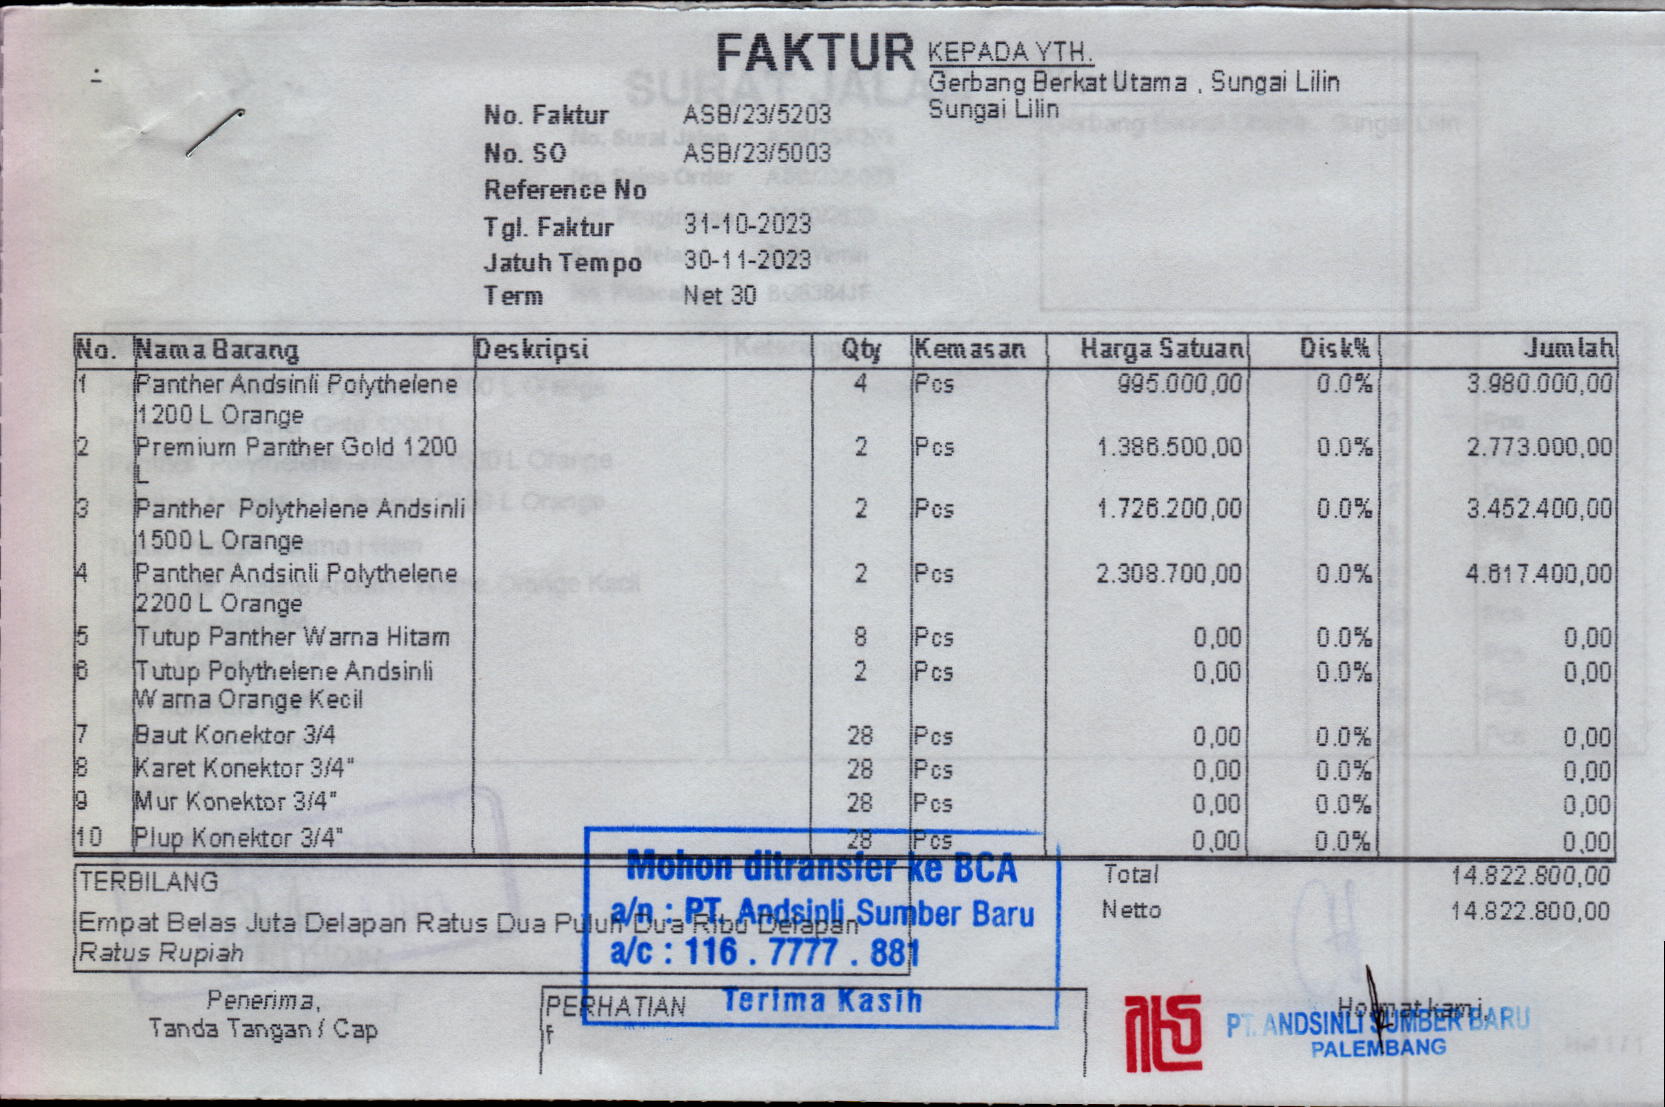 FAKTUR
KEPADA YTH.
Gerbang Berkat Utama , Sungai Lilin
Sungai Lilin
No. Faktur ASB/23/5203
No. SO ASB/23/5003
Reference No
Tgl. Faktur 31-10-2023
Jatuh Tempo 30-11-2023
Term Net 30
No. Nama Barang Deskripsi Qty Kemasan Harga Satuan Disk% Jumlah
1 Panther Andsinli Polythelene 4 Pcs 995.000,00 0.0% 3.980.000,00
1200 L Orange
2 Premium Panther Gold 1200 2 Pcs 1.386.500,00 0.0% 2.773.000,00
L
3 Panther Polythelene Andsinli 2 Pcs 1.726.200,00 0.0% 3.452.400,00
1500 L Orange
4 Panther Andsinli Polythelene 2 Pcs 2.308.700,00 0.0% 4.617.400,00
2200 L Orange
5 Tutup Panther Warna Hitam 8 Pcs 0,00 0.0% 0,00
6 Tutup Polythelene Andsinli 2 Pcs 0,00 0.0% 0,00
Warna Orange Kecil
7 Baut Konektor 3/4 28 Pcs 0,00 0.0% 0,00
8 Karet Konektor 3/4" 28 Pcs 0,00 0.0% 0,00
9 Mur Konektor 3/4" 28 Pcs 0,00 0.0% 0,00
10 Plup Konektor 3/4" 28 Pcs 0,00 0.0% 0,00
Total 14.822.800,00
Netto 14.822.800,00
TERBILANG
Empat Belas Juta Delapan Ratus Dua Puluh Dua Ribu Delapan
Ratus Rupiah
Mohon ditransfer ke BCA
a/n : PT. Andsinli Sumber Baru
a/c : 116 . 7777 . 881
Terima Kasih
Penerima,
Tanda Tangan / Cap
PERHATIAN
Hormat kami,
PT. ANDSINLI SUMBER BARU
PALEMBANG